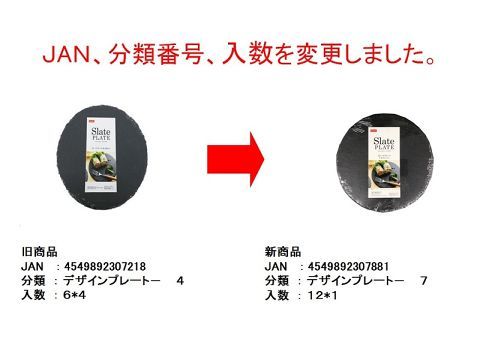 JAN、分類番号、入数を変更しました。
Slate
PLATE
Slate
PLATE
旧商品
JAN ：4549892307218
分類 ：デザインプレートー 4
入数 ：6*4
新商品
JAN ：4549892307881
分類 ：デザインプレートー 7
入数 ：12*1